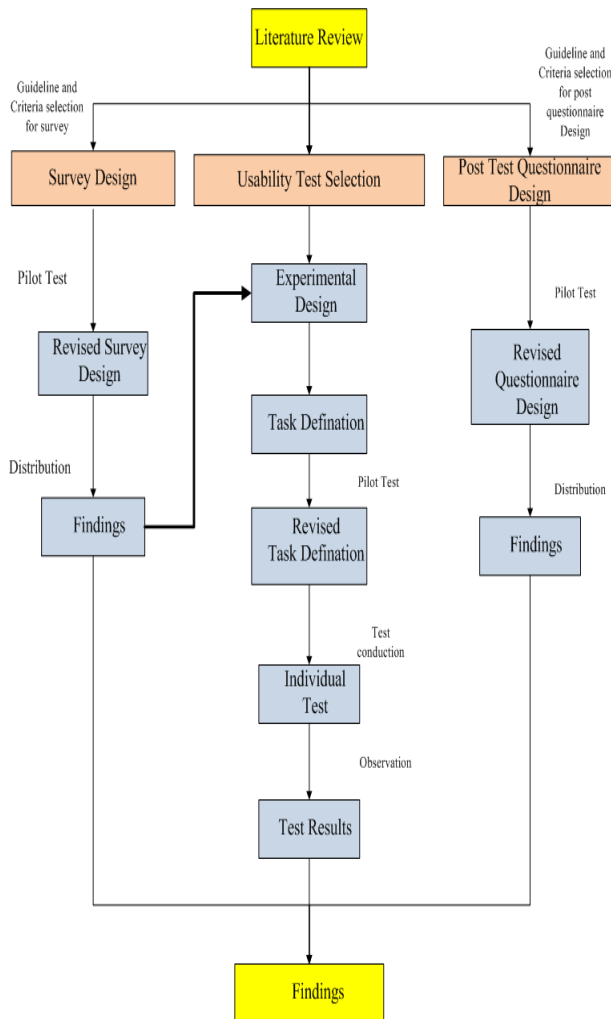 Literature Review
Guideline and
Criteria selection
for survey
Guideline and
Criteria selection
for post
questionnaire
Design
Survey Design
Usability Test Selection
Post Test Questionnaire
Design
Pilot Test
Experimental
Design
Pilot Test
Revised Survey
Design
Revised
Questionnaire
Design
Task Defination
Distribution
Pilot Test
Distribution
Findings
Revised
Task Defination
Findings
Test
conduction
Individual
Test
Observation
Test Results
Findings